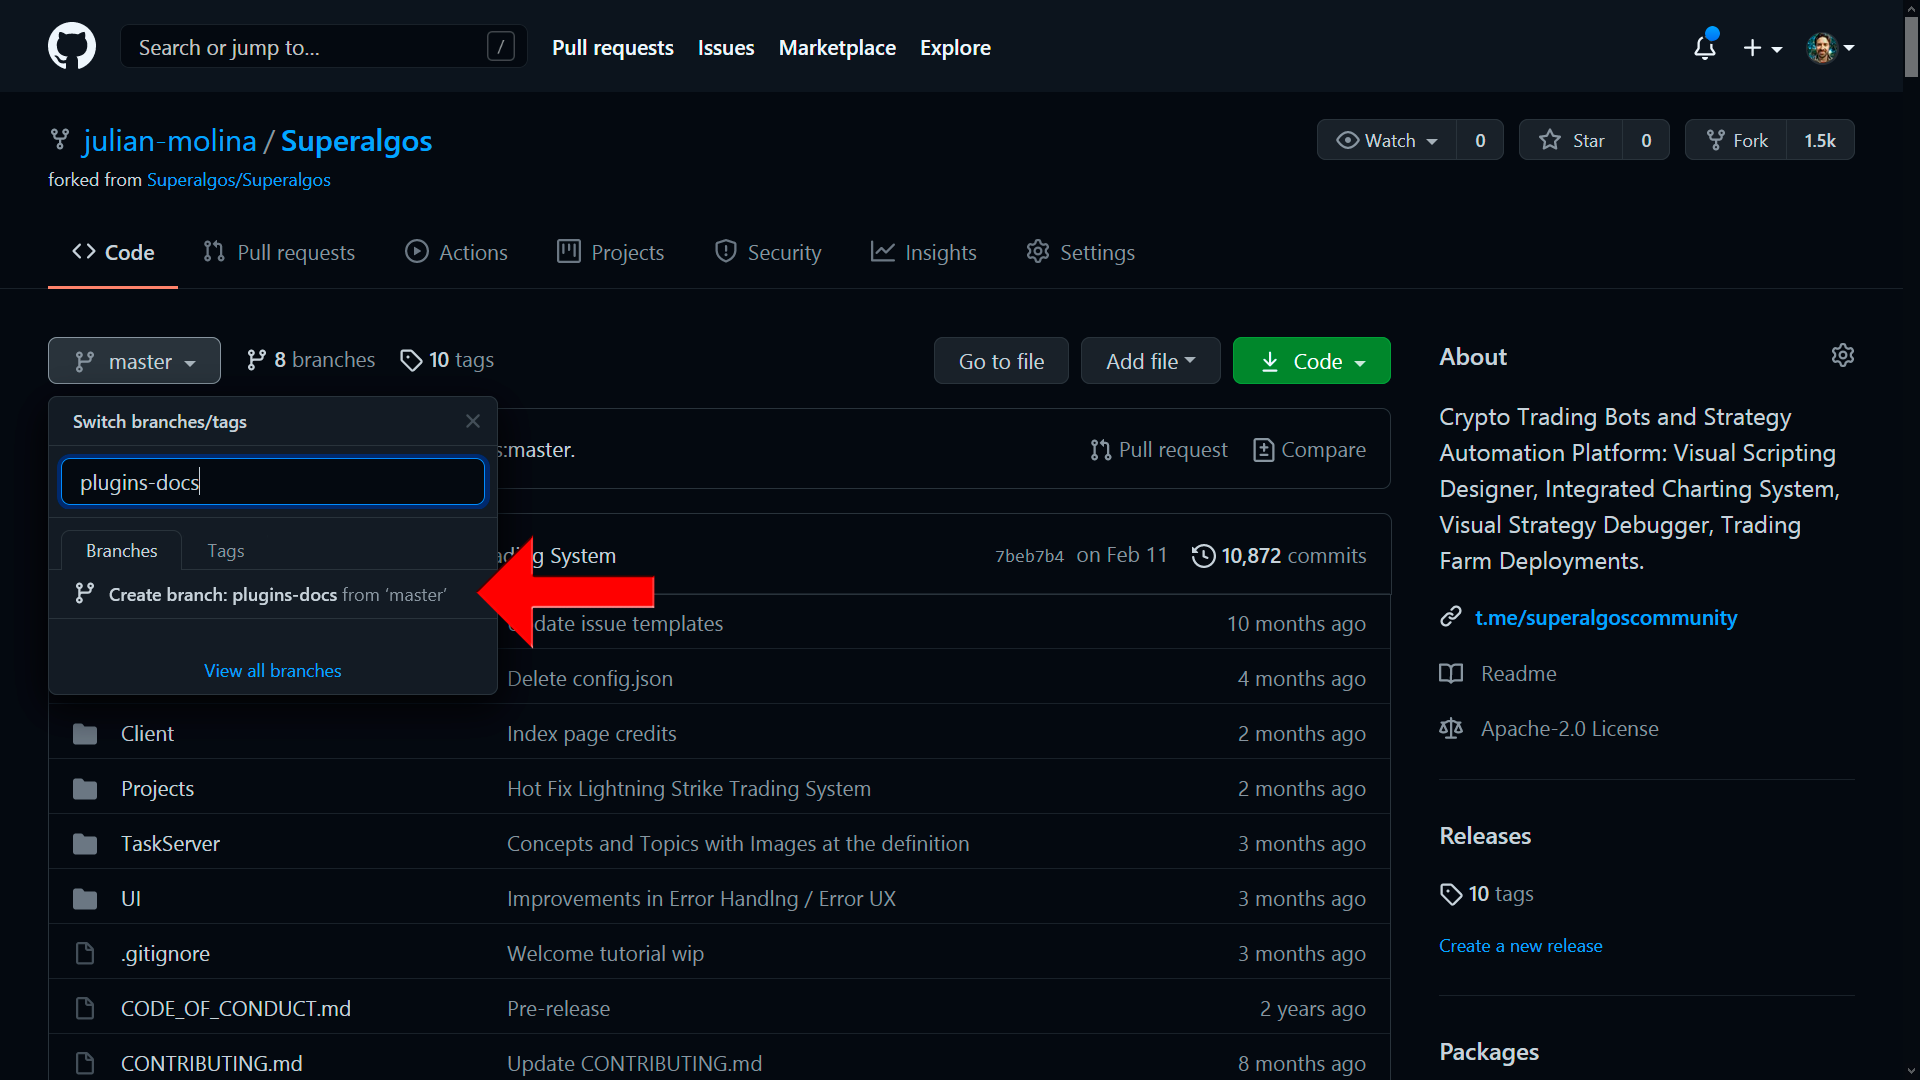 Search or jump to... /
Pull requests Issues Marketplace Explore
julian-molina / Superalgos
forked from Superalgos/Superalgos
Watch 0 Star 0 Fork 1.5k
Code Pull requests Actions Projects Security Insights Settings
master 8 branches 10 tags
Go to file Add file Code
Switch branches/tags
plugins-docs
Branches Tags
Create branch: plugins-docs from ‘master’
View all branches
:master. Pull request Compare
g System 7beb7b4 on Feb 11 10,872 commits
date issue templates 10 months ago
Delete config.json 4 months ago
Client Index page credits 2 months ago
Projects Hot Fix Lightning Strike Trading System 2 months ago
TaskServer Concepts and Topics with Images at the definition 3 months ago
UI Improvements in Error Handlng / Error UX 3 months ago
.gitignore Welcome tutorial wip 3 months ago
CODE_OF_CONDUCT.md Pre-release 2 years ago
CONTRIBUTING.md Update CONTRIBUTING.md 8 months ago
About
Crypto Trading Bots and Strategy
Automation Platform: Visual Scripting
Designer, Integrated Charting System,
Visual Strategy Debugger, Trading
Farm Deployments.
t.me/superalgoscommunity
Readme
Apache-2.0 License
Releases
10 tags
Create a new release
Packages